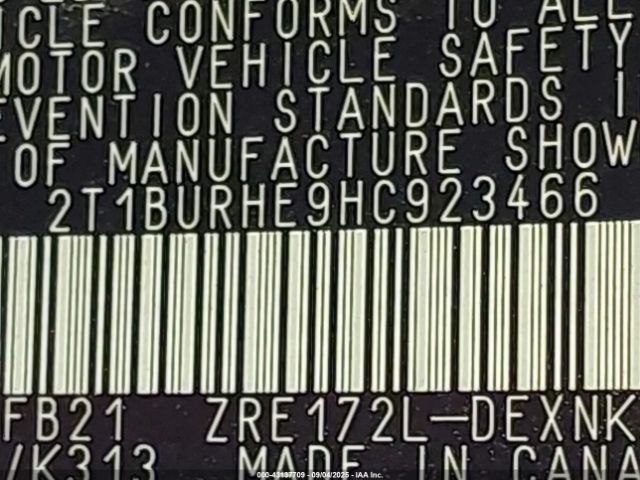 ICLE CONFORMS TO ALL
MOTOR VEHICLE SAFETY
EVENTION STANDARDS I
OF MANUFACTURE SHOW
2T1BURHE9HC923466
FB21 ZRE172L-DEXNK
/K313 MADE IN CANA
000-43137709 - 09/04/2025 - IAA Inc.